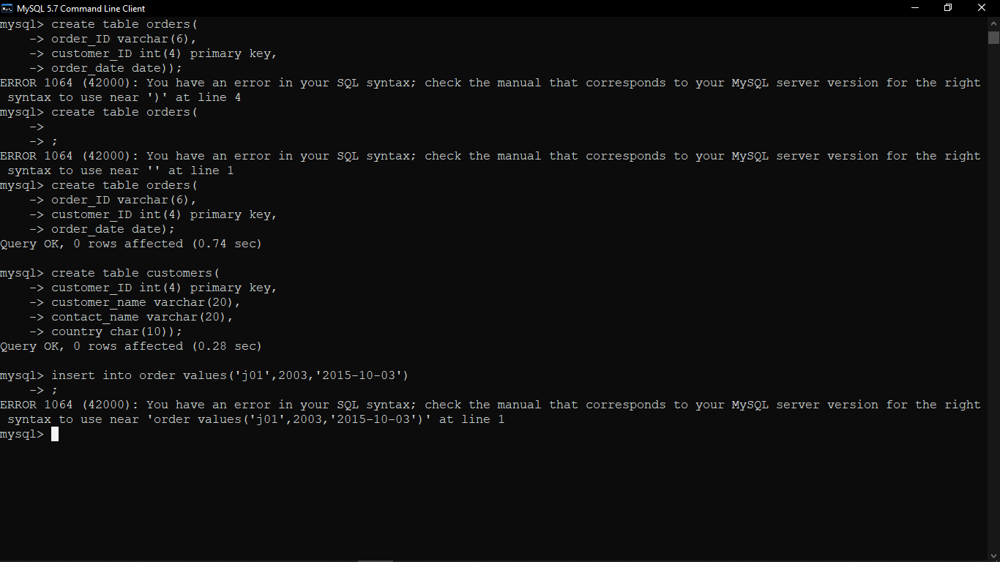 MySQL 5.7 Command Line Client
mysql> create table orders(
    -> order_ID varchar(6),
    -> customer_ID int(4) primary key,
    -> order_date date));
ERROR 1064 (42000): You have an error in your SQL syntax; check the manual that corresponds to your MySQL server version for the right
 syntax to use near ')' at line 4
mysql> create table orders(
    ->
    -> ;
ERROR 1064 (42000): You have an error in your SQL syntax; check the manual that corresponds to your MySQL server version for the right
 syntax to use near '' at line 1
mysql> create table orders(
    -> order_ID varchar(6),
    -> customer_ID int(4) primary key,
    -> order_date date);
Query OK, 0 rows affected (0.74 sec)

mysql> create table customers(
    -> customer_ID int(4) primary key,
    -> customer_name varchar(20),
    -> contact_name varchar(20),
    -> country char(10));
Query OK, 0 rows affected (0.28 sec)

mysql> insert into order values('j01',2003,'2015-10-03')
    -> ;
ERROR 1064 (42000): You have an error in your SQL syntax; check the manual that corresponds to your MySQL server version for the right
 syntax to use near 'order values('j01',2003,'2015-10-03')' at line 1
mysql>